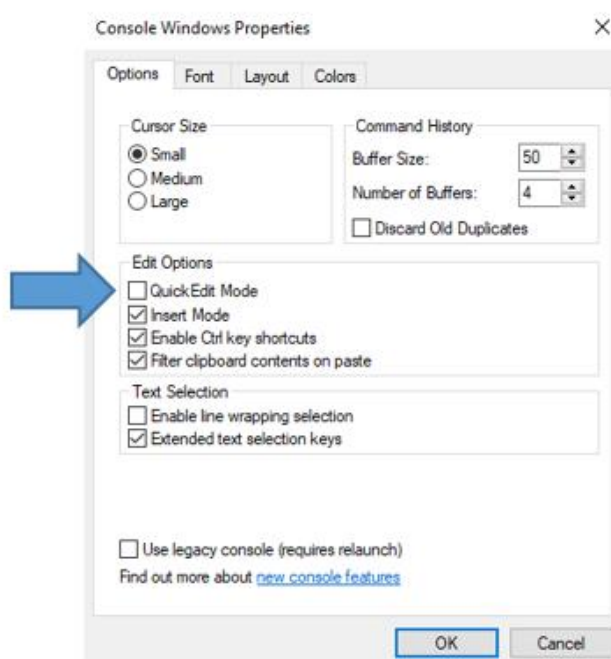 Console Windows Properties
Options Font Layout Colors
Cursor Size
Small
Medium
Large
Command History
Buffer Size: 50
Number of Buffers: 4
Discard Old Duplicates
Edit Options
QuickEdit Mode
Insert Mode
Enable Ctrl key shortcuts
Filter clipboard contents on paste
Text Selection
Enable line wrapping selection
Extended text selection keys
Use legacy console (requires relaunch)
Find out more about new console features
OK Cancel